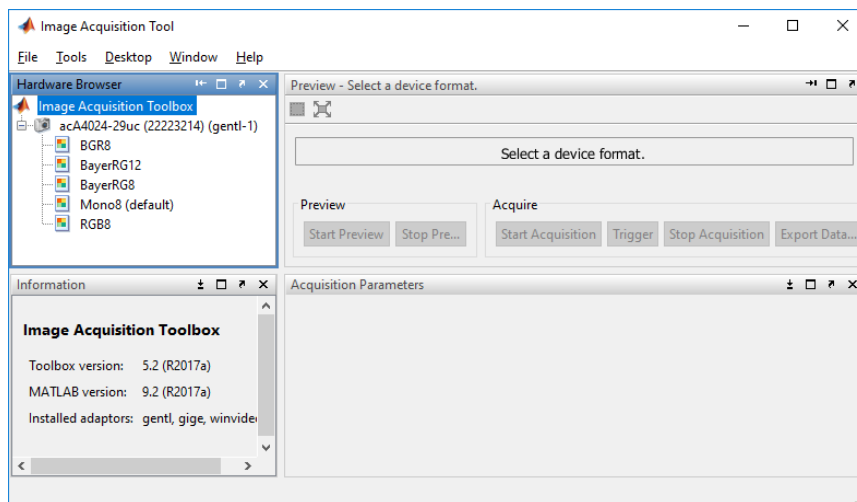 Image Acquisition Tool
File Tools Desktop Window Help
Hardware Browser
Image Acquisition Toolbox
acA4024-29uc (22223214) (gentl-1)
BGR8
BayerRG12
BayerRG8
Mono8 (default)
RGB8
Preview - Select a device format.
Select a device format.
Preview
Start Preview Stop Pre...
Acquire
Start Acquisition Trigger Stop Acquisition Export Data...
Information
Image Acquisition Toolbox
Toolbox version: 5.2 (R2017a)
MATLAB version: 9.2 (R2017a)
Installed adaptors: gentl, gige, winvide
Acquisition Parameters